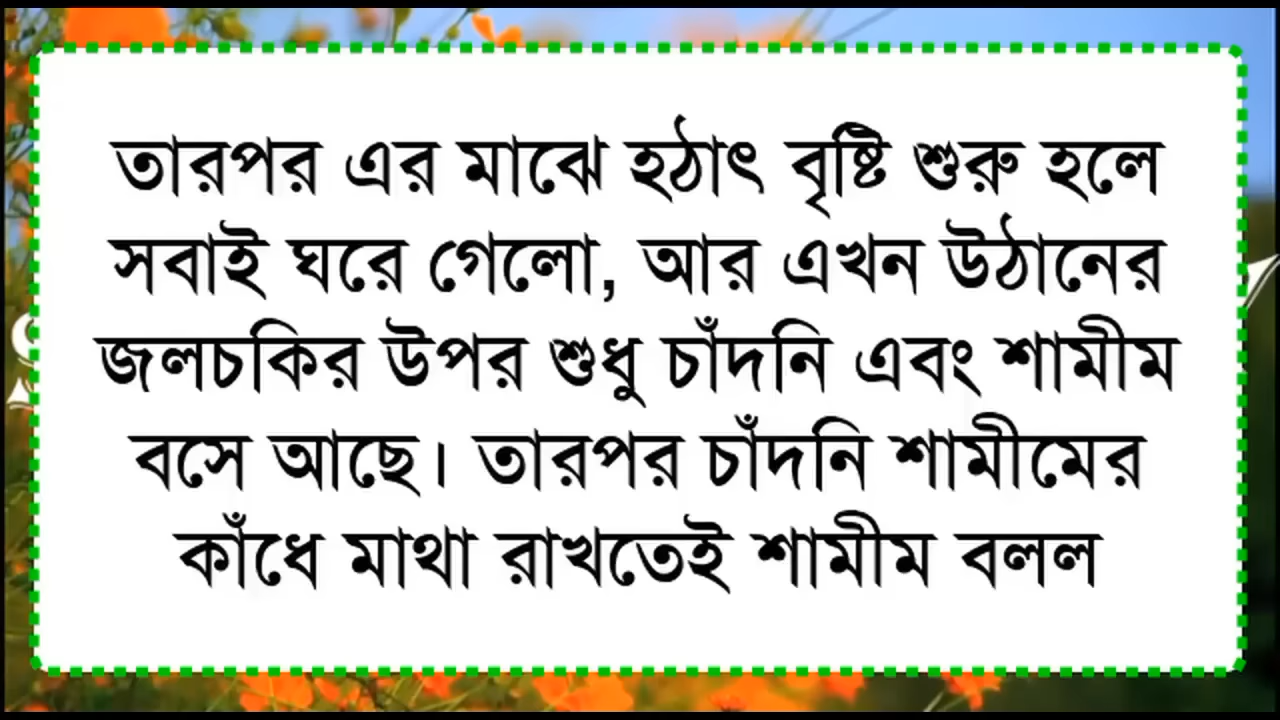 তারপর এর মাঝে হঠাৎ বৃষ্টি শুরু হলে
সবাই ঘরে গেলো, আর এখন উঠানের
জলচকির উপর শুধু চাঁদনি এবং শামীম
বসে আছে। তারপর চাঁদনি শামীমের
কাঁধে মাথা রাখতেই শামীম বলল